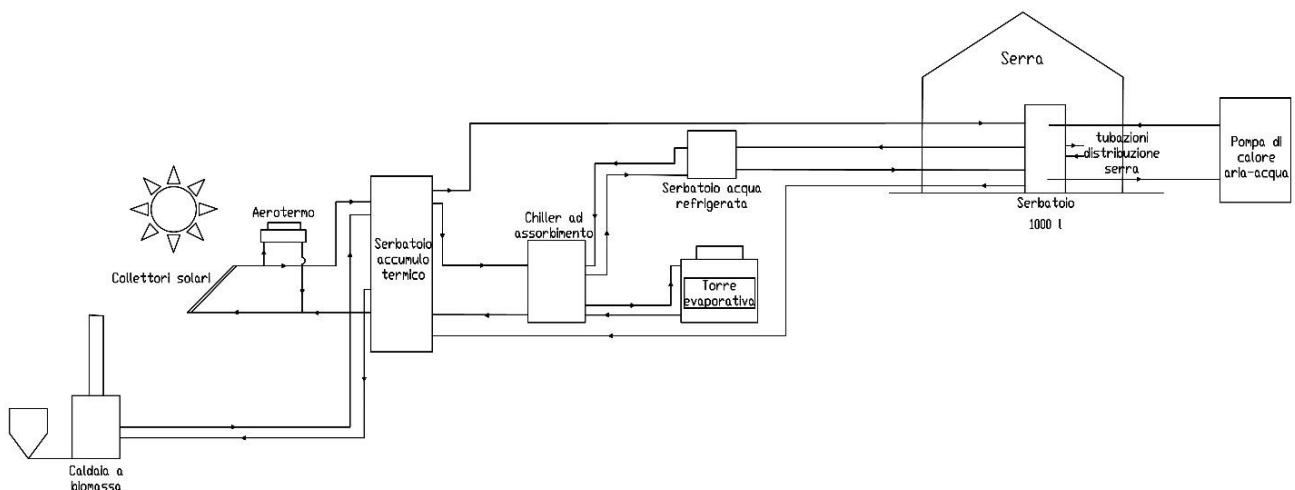 Serra
tubazioni
distribuzione
serra
Pompa di
calore
aria-acqua
Serbatoio acqua
refrigerata
Serbatoio
1000 l
Aerotermo
Chiller ad
assorbimento
Serbatoio
accumulo
termico
Collettori solari
Torre
evaporativa
Caldaia a
biomassa